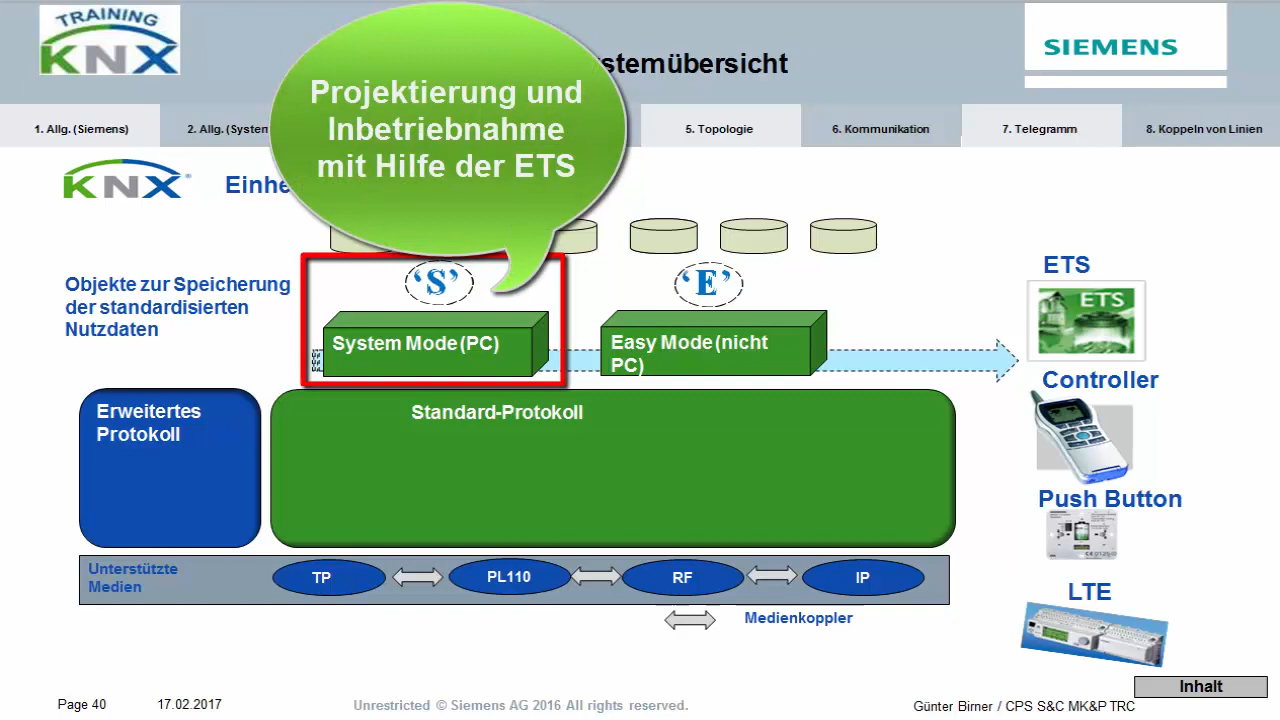 TRAINING
KNX
stemübersicht
SIEMENS
Projektierung und
Inbetriebnahme
mit Hilfe der ETS
1. Allg. (Siemens)
2. Allg. (System
5. Topologie
6. Kommunikation
7. Telegramm
8. Koppeln von Linien
KNX
Einhe
Objekte zur Speicherung
der standardisierten
Nutzdaten
‘S’
‘E’
System Mode (PC)
Easy Mode (nicht
PC)
ETS
ETS
Controller
Push Button
LTE
Erweitertes
Protokoll
Standard-Protokoll
Unterstützte
Medien
TP
PL110
RF
IP
Medienkoppler
Inhalt
Page 40
17.02.2017
Unrestricted © Siemens AG 2016 All rights reserved.
Günter Birner / CPS S&C MK&P TRC